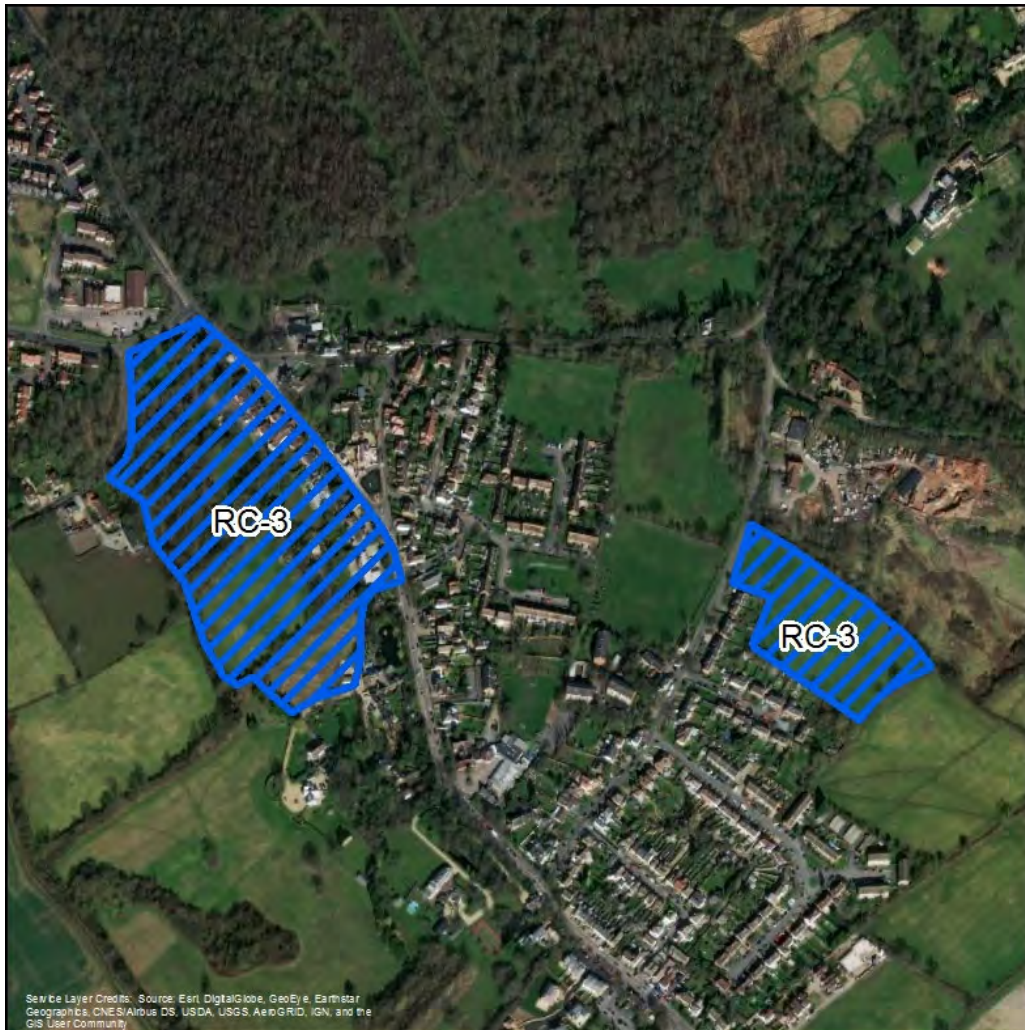 RC-3
RC-3
Service Layer Credits: Source: Esri, DigitalGlobe, GeoEye, Earthstar
Geographics, CNES/Airbus DS, USDA, USGS, AeroGRID, IGN, and the
GIS User Community